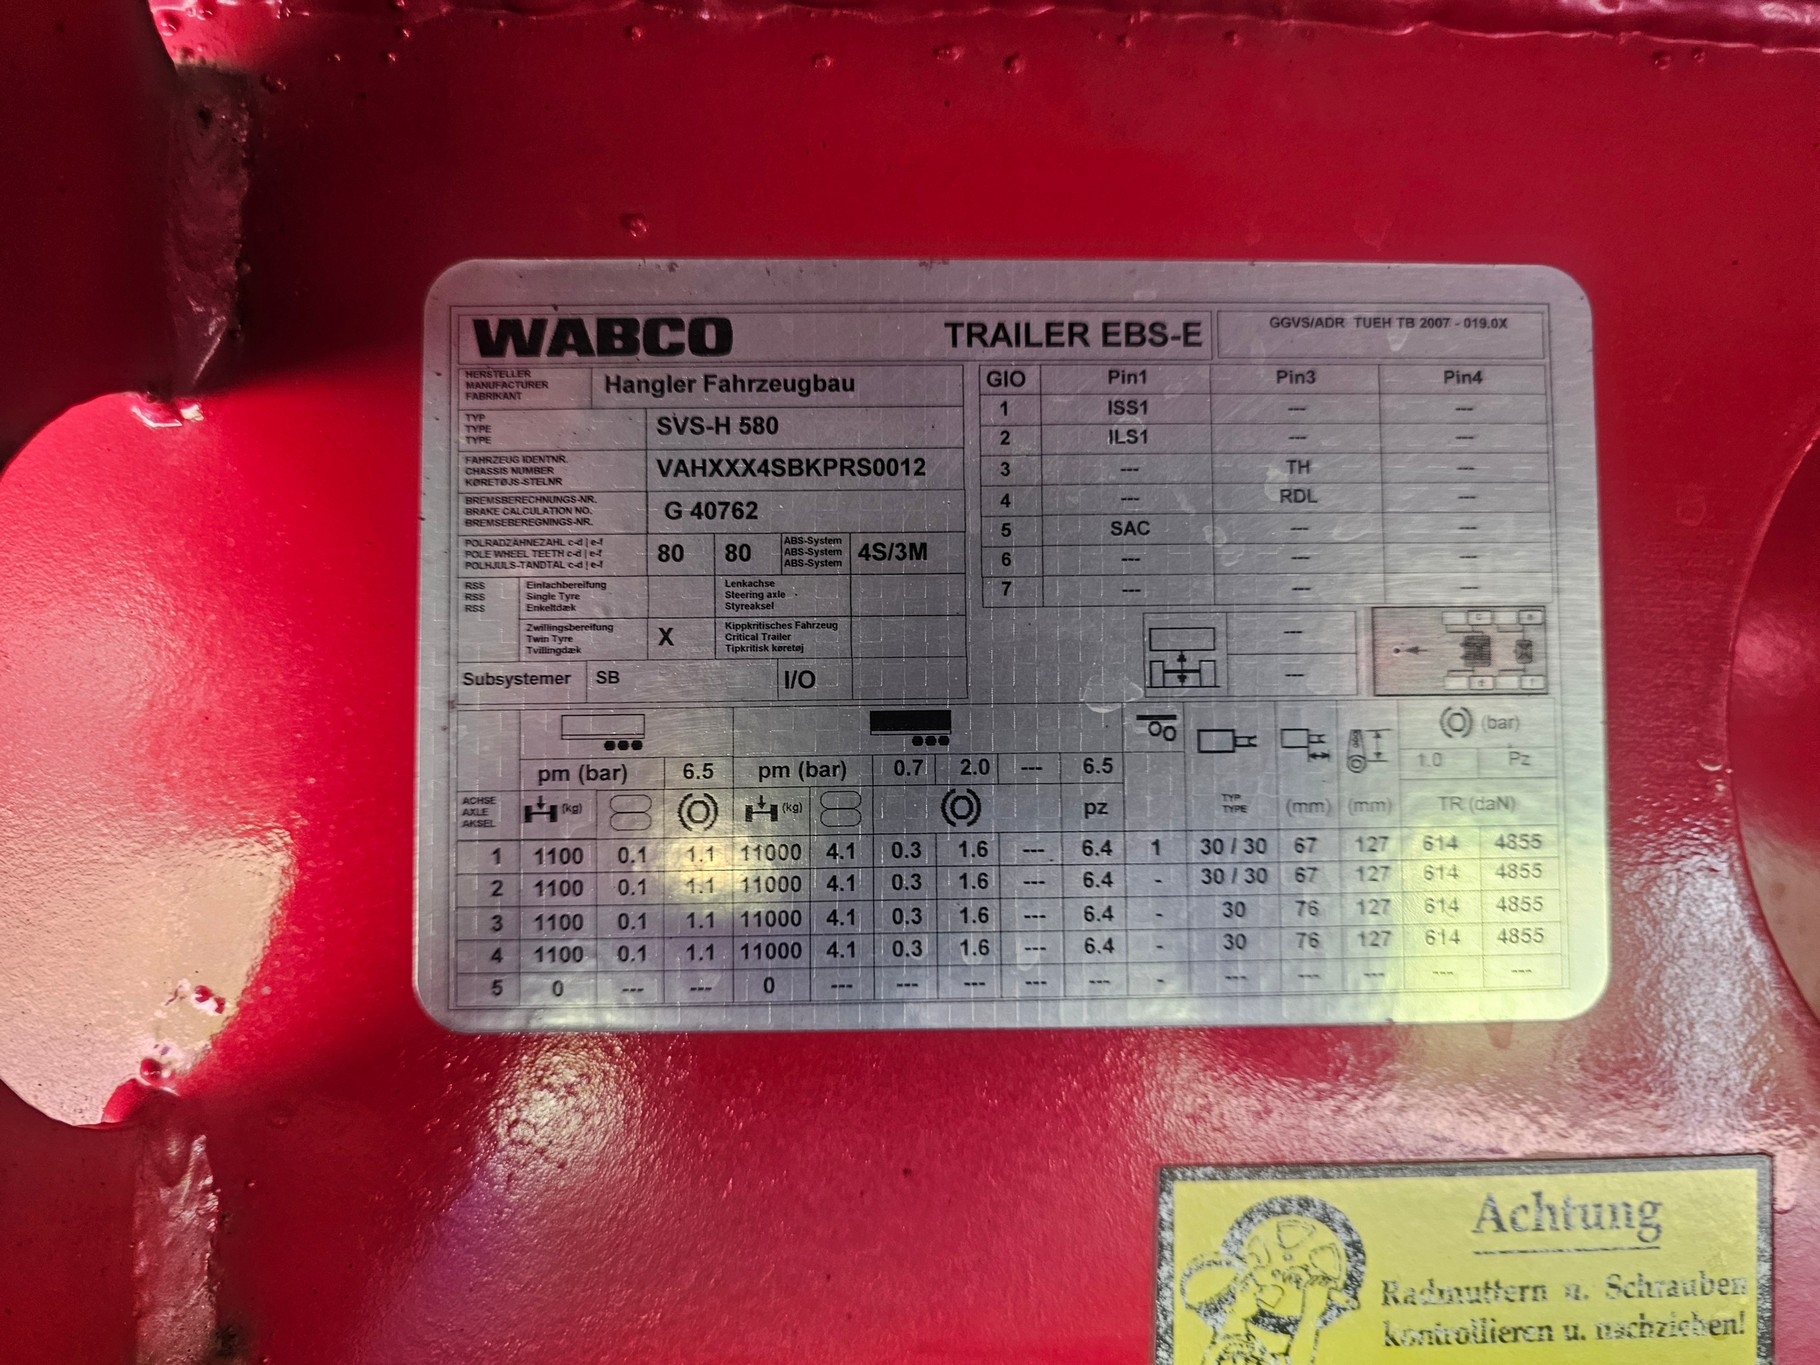 WABCO TRAILER EBS-E GGVS/ADR TUEH TB 2007 - 019.0X
HERSTELLER
MANUFACTURER
FABRIKANT
Hangler Fahrzeugbau
TYP
TYPE
TYPE
SVS-H 580
FAHRZEUG IDENTNR.
CHASSIS NUMBER
KØRETØJS-STELNR
VAHXXX4SBKPRS0012
BREMSBERECHNUNGS-NR.
BRAKE CALCULATION NO.
BREMSEBEREGNINGS-NR.
G 40762
POLRADZÄHNEZAHL c-d | e-f
POLE WHEEL TEETH c-d | e-f
POLHJULS-TANDTAL c-d | e-f
80 80
ABS-System
ABS-System
ABS-System
4S/3M
RSS
RSS
RSS
Einfachbereifung
Single Tyre
Enkeltdæk
Lenkachse
Steering axle
Styreaksel
Zwillingsbereifung
Twin Tyre
Tvillingdæk
X
Kippkritisches Fahrzeug
Critical Trailer
Tipkritisk køretøj
Subsystemer SB I/O
GIO Pin1 Pin3 Pin4
1 ISS1 --- ---
2 ILS1 --- ---
3 --- TH ---
4 --- RDL ---
5 SAC --- ---
6 --- --- ---
7 --- --- ---
---
---
(bar)
pm (bar) 6.5 pm (bar) 0.7 2.0 --- 6.5 1.0 Pz
ACHSE
AXLE
AKSEL
(kg) (kg) pz
TYP
TYPE
(mm) (mm) TR (daN)
1 1100 0.1 1.1 11000 4.1 0.3 1.6 --- 6.4 1 30 / 30 67 127 614 4855
2 1100 0.1 1.1 11000 4.1 0.3 1.6 --- 6.4 - 30 / 30 67 127 614 4855
3 1100 0.1 1.1 11000 4.1 0.3 1.6 --- 6.4 - 30 76 127 614 4855
4 1100 0.1 1.1 11000 4.1 0.3 1.6 --- 6.4 - 30 76 127 614 4855
5 0 --- --- 0 --- --- --- --- --- - --- --- --- --- ---
Achtung
Radmuttern u. Schrauben
kontrollieren u. nachziehen!